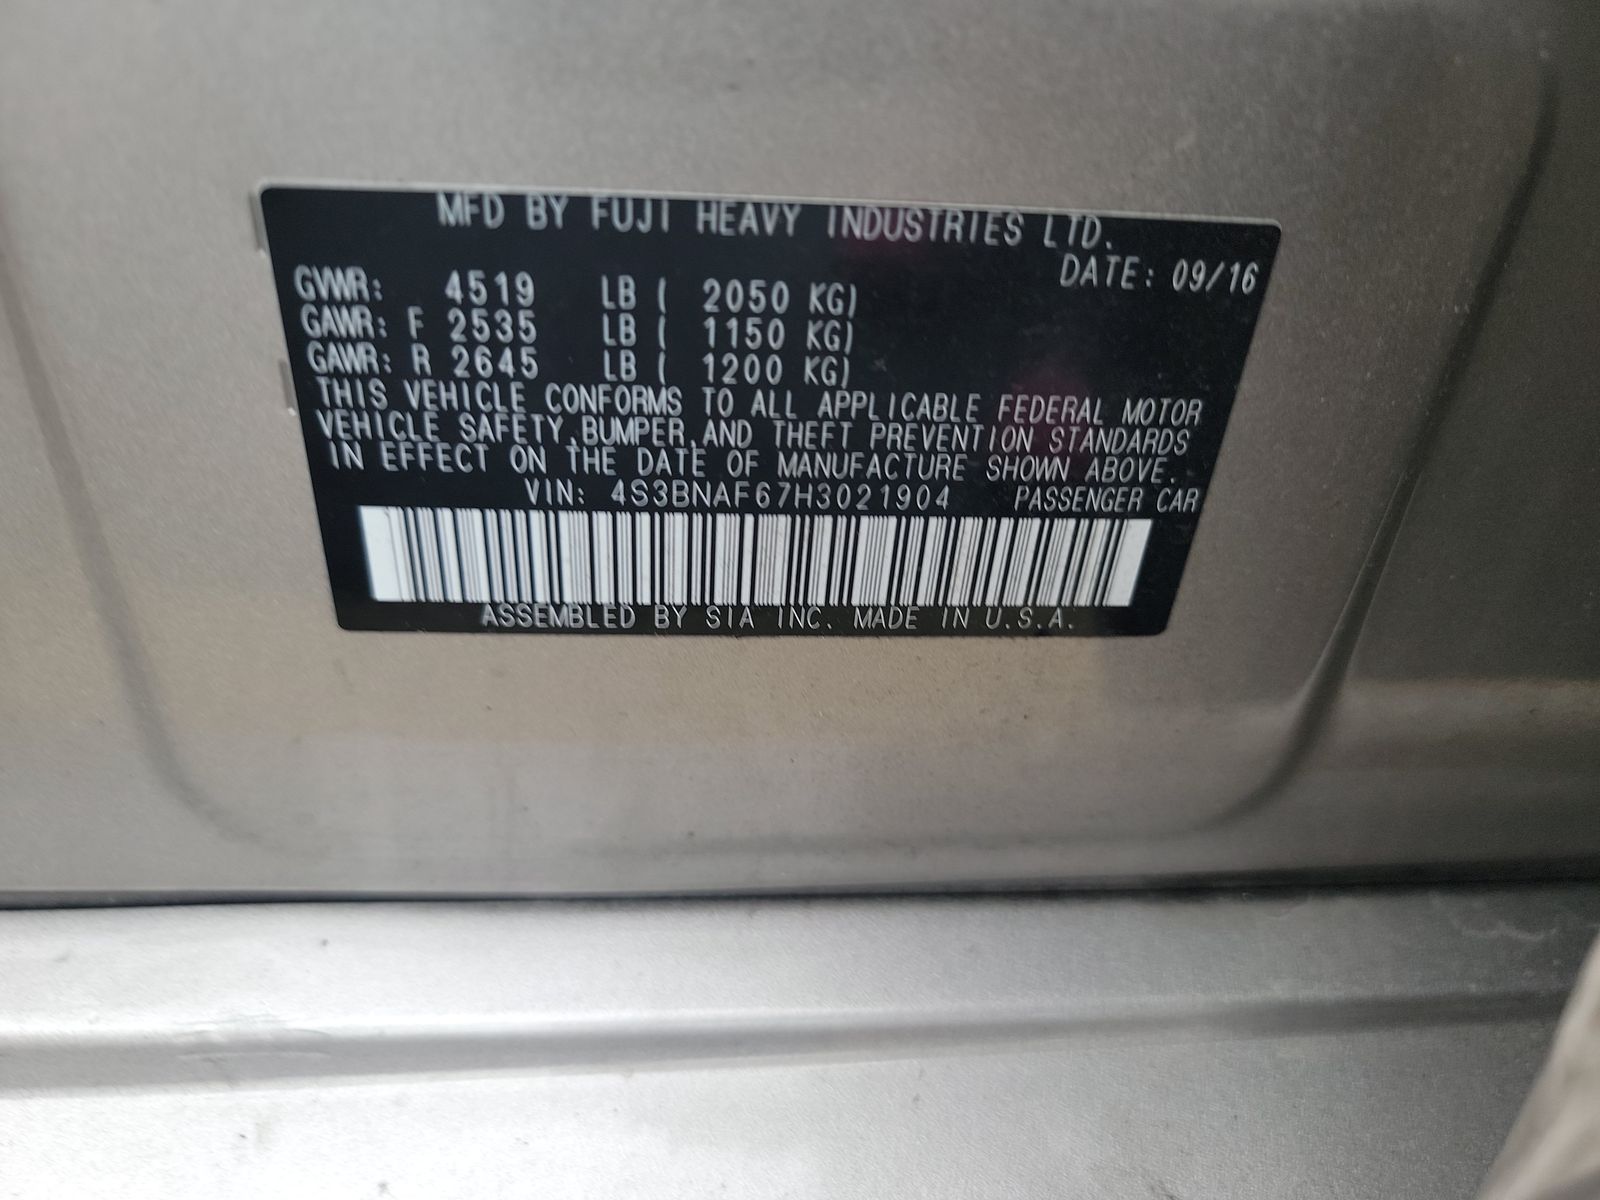 MFD BY FUJI HEAVY INDUSTRIES LTD.
DATE: 09/16
GVWR: 4519 LB ( 2050 KG)
GAWR: F 2535 LB ( 1150 KG)
GAWR: R 2645 LB ( 1200 KG)
THIS VEHICLE CONFORMS TO ALL APPLICABLE FEDERAL MOTOR
VEHICLE SAFETY,BUMPER,AND THEFT PREVENTION STANDARDS
IN EFFECT ON THE DATE OF MANUFACTURE SHOWN ABOVE.
VIN: 4S3BNAF67H3021904 PASSENGER CAR
ASSEMBLED BY SIA INC. MADE IN U.S.A.